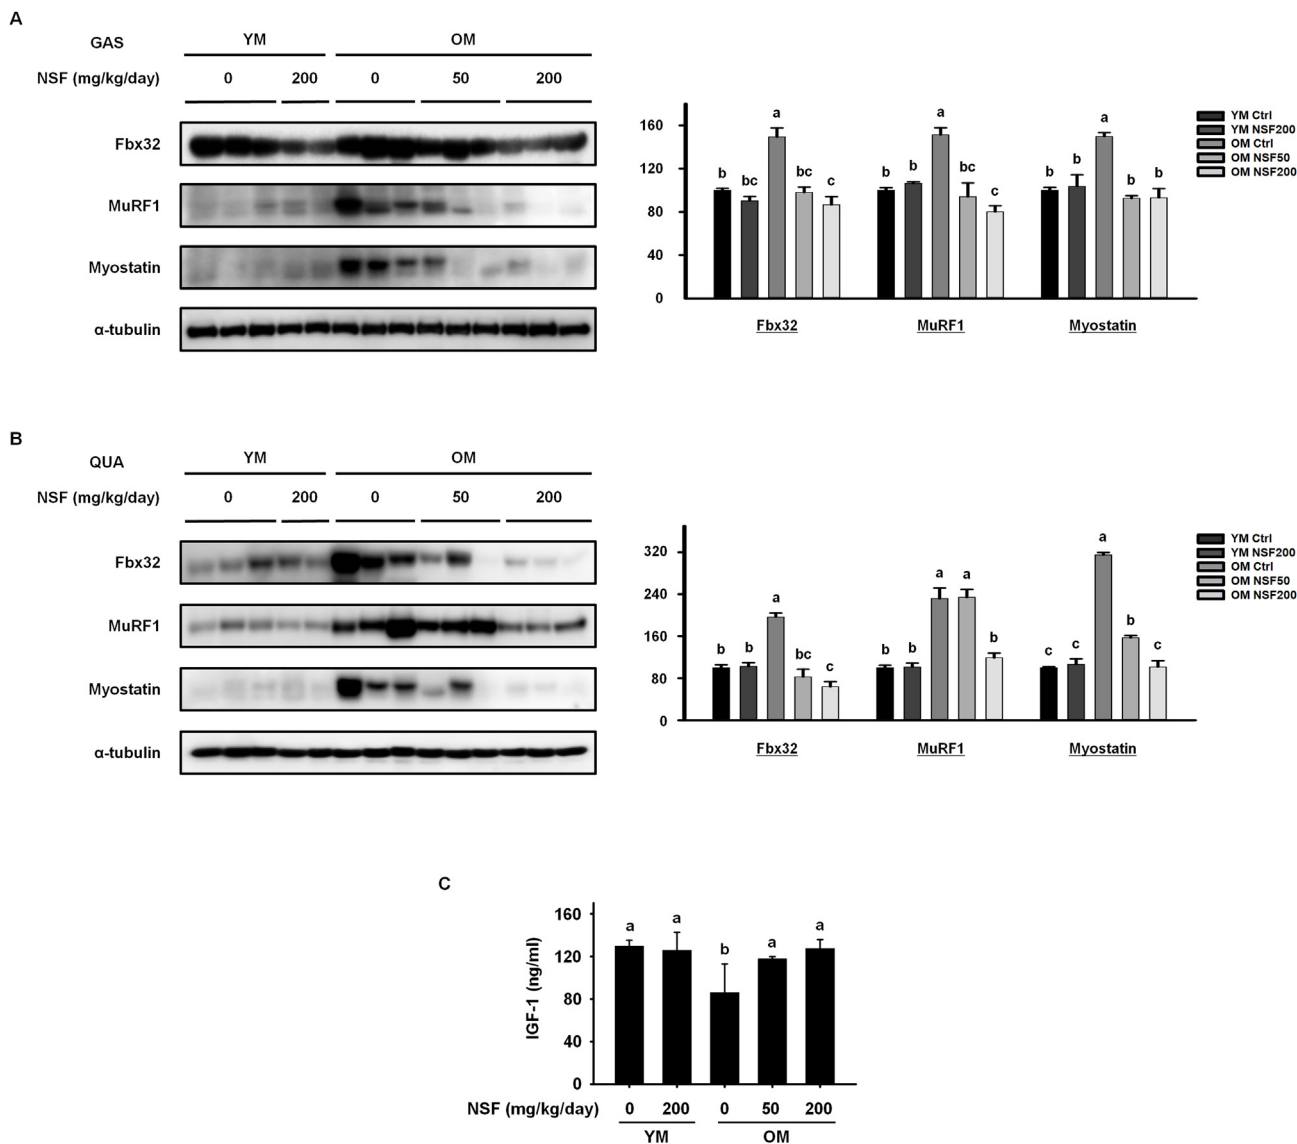 A
GAS YM OM
NSF (mg/kg/day) 0 200 0 50 200
Fbx32
MuRF1
Myostatin
α-tubulin
160
120
80
40
0
b bc a bc c
b b a bc c
b b a b b
Fbx32 MuRF1 Myostatin
YM Ctrl
YM NSF200
OM Ctrl
OM NSF50
OM NSF200
B
QUA YM OM
NSF (mg/kg/day) 0 200 0 50 200
Fbx32
MuRF1
Myostatin
α-tubulin
320
240
160
80
0
b b a bc c
b b a a b
c c a b c
Fbx32 MuRF1 Myostatin
YM Ctrl
YM NSF200
OM Ctrl
OM NSF50
OM NSF200
C
IGF-1 (ng/ml)
160
120
80
40
0
a a b a a
NSF (mg/kg/day) 0 200 0 50 200
YM OM